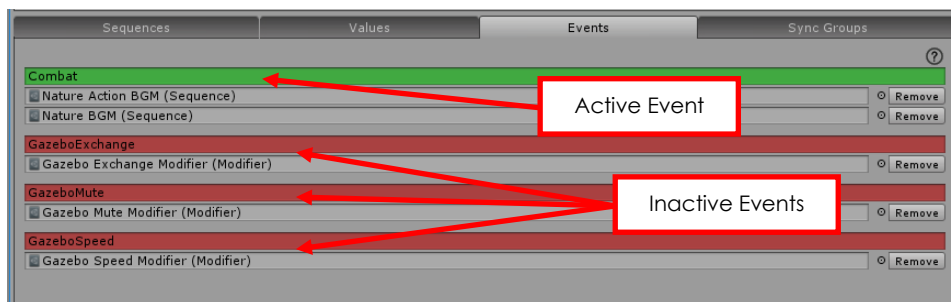 Sequences Values Events Sync Groups
?
Combat
Nature Action BGM (Sequence) Remove
Nature BGM (Sequence) Remove
Active Event
GazeboExchange
Gazebo Exchange Modifier (Modifier) Remove
GazeboMute
Gazebo Mute Modifier (Modifier) Remove
Inactive Events
GazeboSpeed
Gazebo Speed Modifier (Modifier) Remove